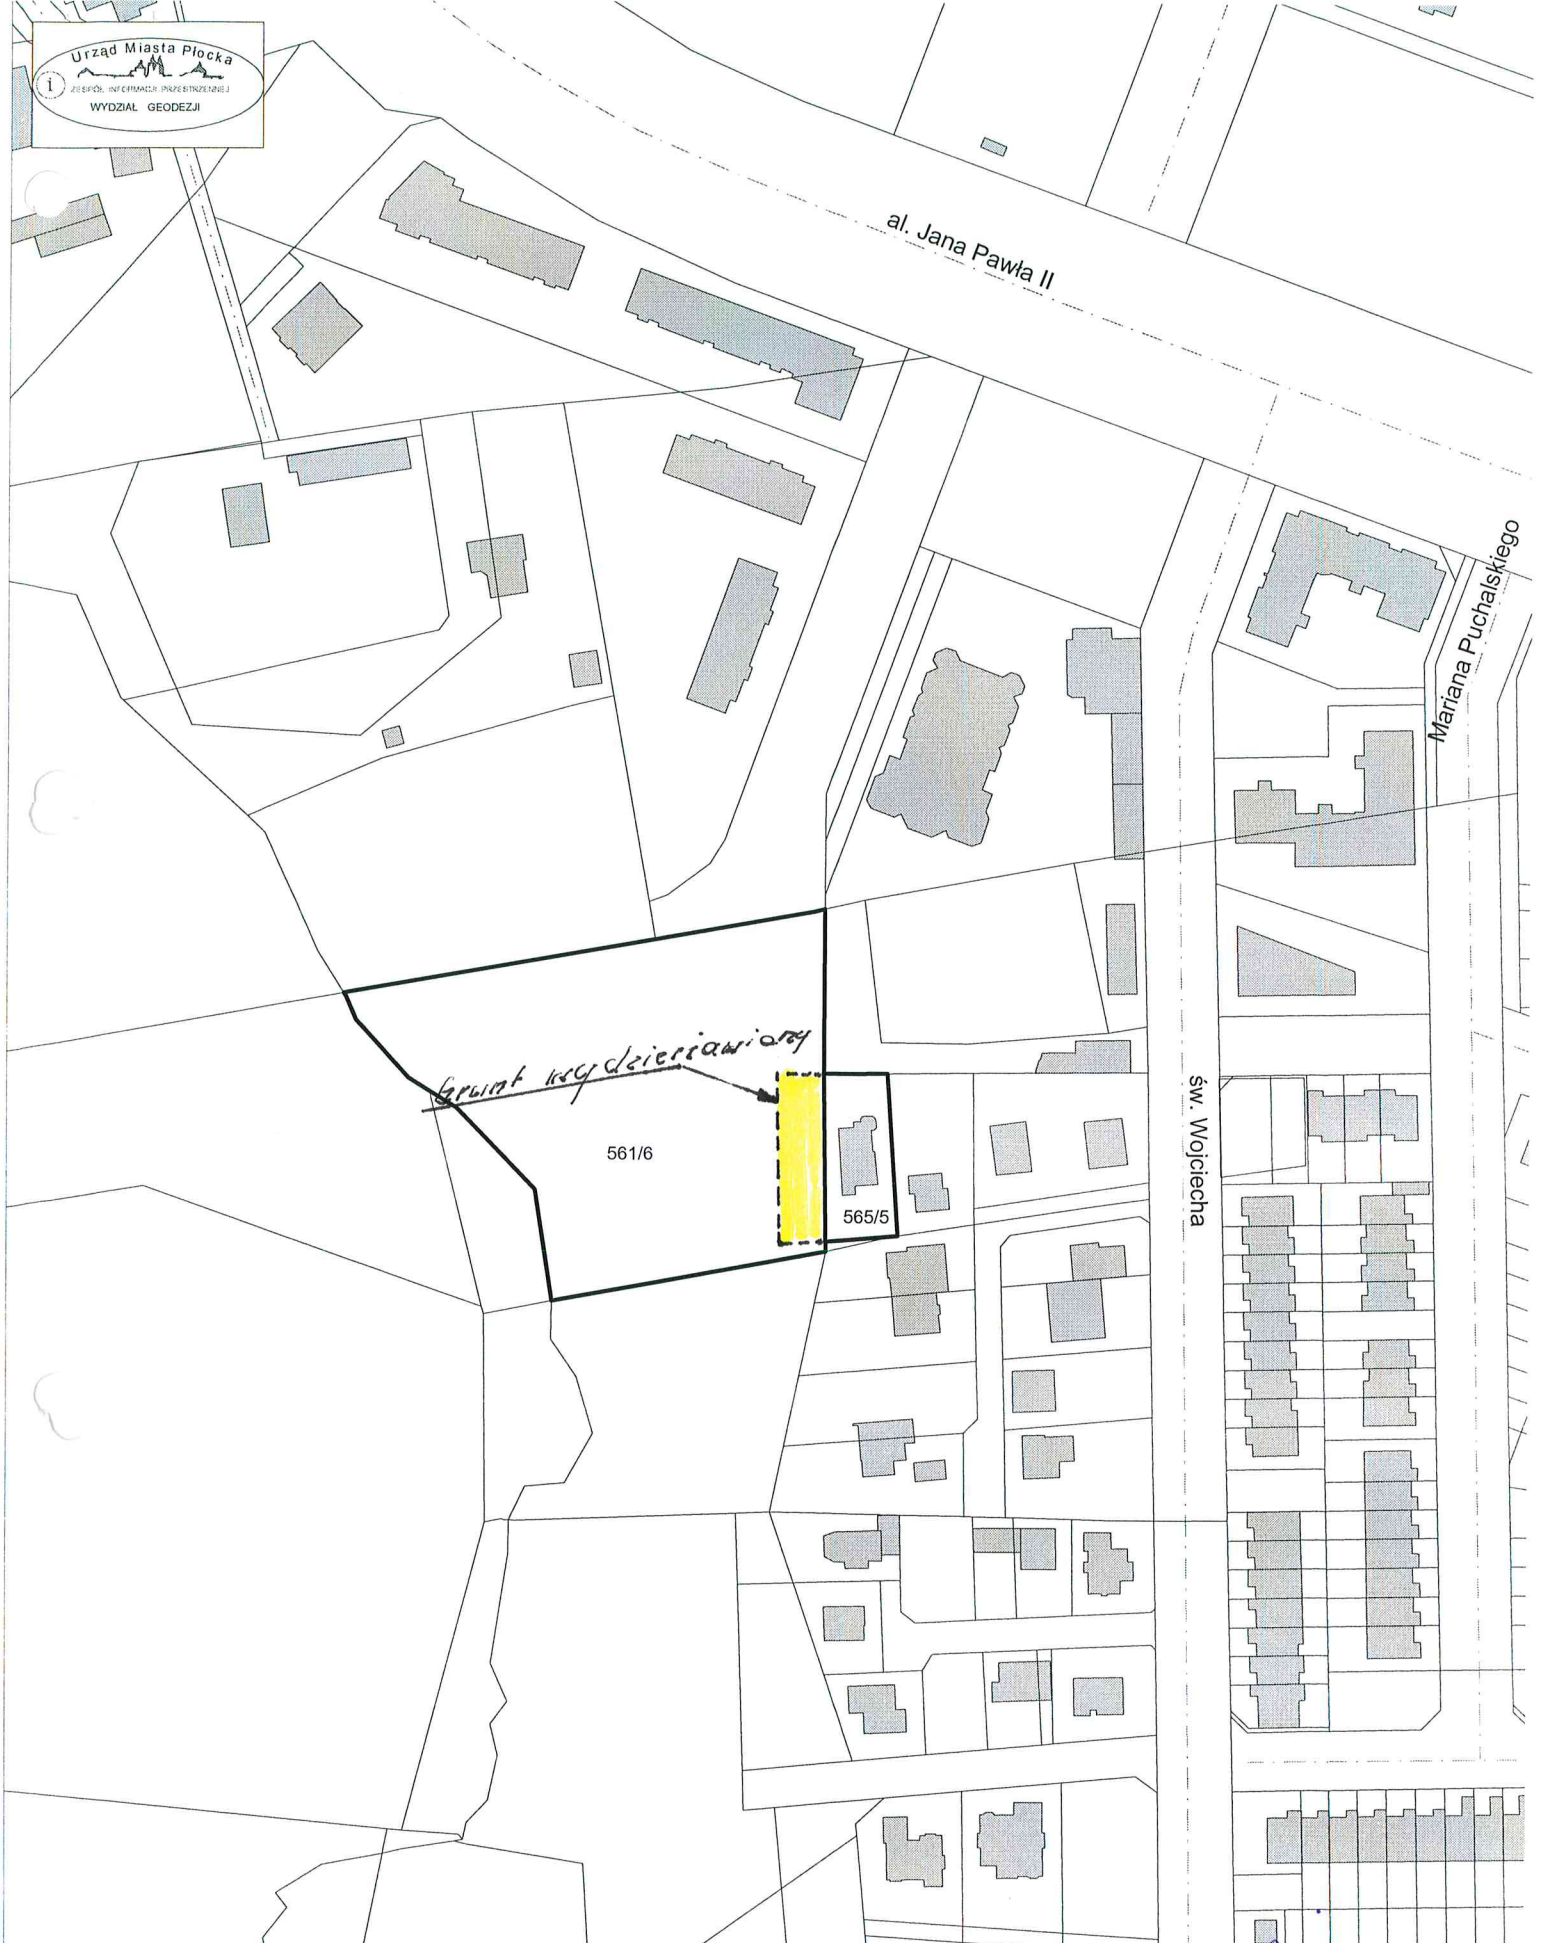 Urząd Miasta Płocka
i
ZESPÓŁ INFORMACJI PRZESTRZENNEJ
WYDZIAŁ GEODEZJI
al. Jana Pawła II
Mariana Puchalskiego
Grunt wydzierżawiony
561/6
565/5
św. Wojciecha